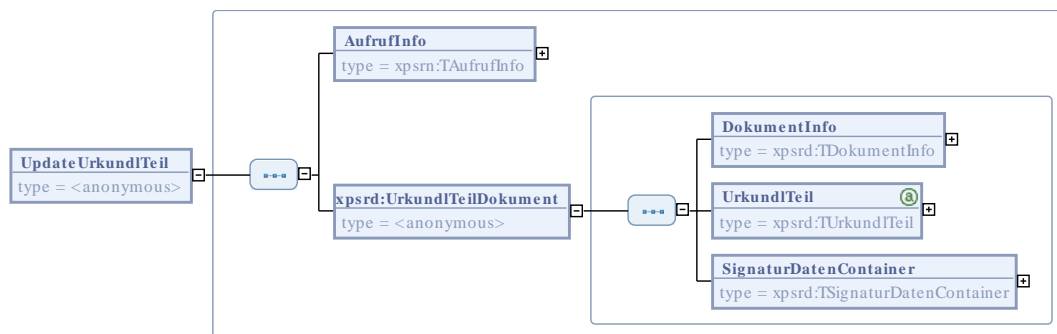 AufrufInfo
type = xpsrn:TAufrufInfo
DokumentInfo
type = xpsrd:TDokumentInfo
UpdateUrkundlTeil
type = <anonymous>
xpsrd:UrkundlTeilDokument
type = <anonymous>
UrkundlTeil
a
type = xpsrd:TUrkundlTeil
SignaturDatenContainer
type = xpsrd:TSignaturDatenContainer